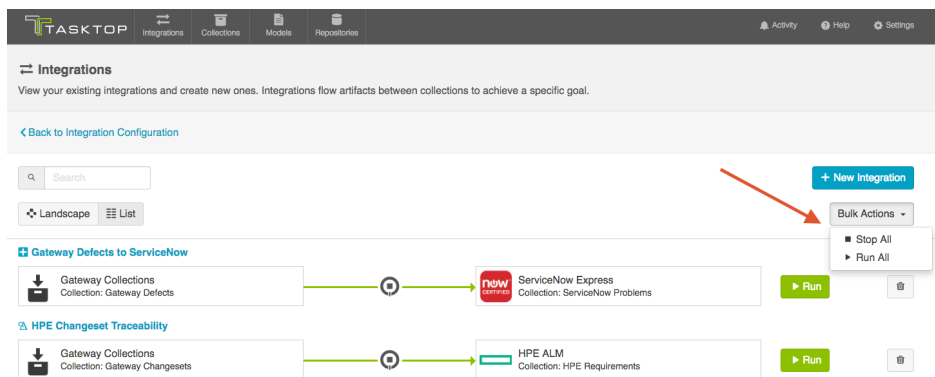 TASKTOP
Integrations
Collections
Models
Repositories
Activity
Help
Settings
Integrations
View your existing integrations and create new ones. Integrations flow artifacts between collections to achieve a specific goal.
Back to Integration Configuration
Search
New Integration
Landscape
List
Bulk Actions
Stop All
Run All
Gateway Defects to ServiceNow
Gateway Collections
Collection: Gateway Defects
now
CERTIFIED
ServiceNow Express
Collection: ServiceNow Problems
Run
HPE Changeset Traceability
Gateway Collections
Collection: Gateway Changesets
HPE ALM
Collection: HPE Requirements
Run